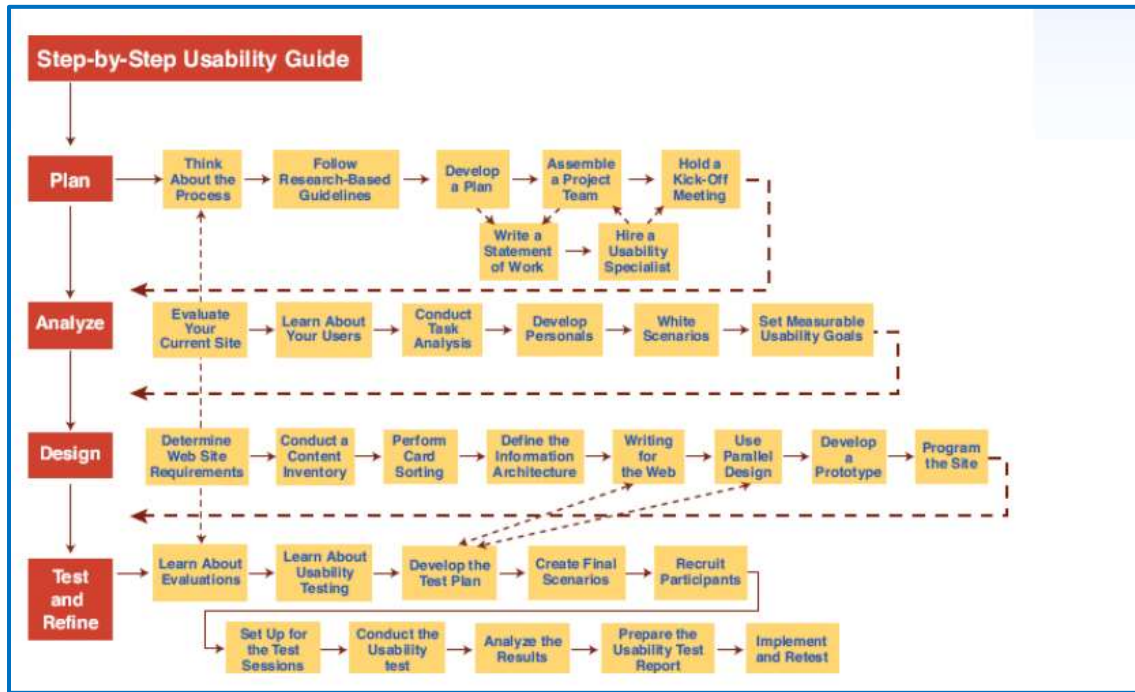 Step-by-Step Usability Guide
Plan
Think
About the
Process
Follow
Research-Based
Guidelines
Develop
a Plan
Assemble
a Project
Team
Hold a
Kick-Off
Meeting
Write a
Statement
of Work
Hire a
Usability
Specialist
Analyze
Evaluate
Your
Current Site
Learn About
Your Users
Conduct
Task
Analysis
Develop
Personals
White
Scenarios
Set Measurable
Usability Goals
Design
Determine
Web Site
Requirements
Conduct a
Content
Inventory
Perform
Card
Sorting
Define the
Information
Architecture
Writing
for the
Web
Use
Parallel
Design
Develop
a
Prototype
Program
the Site
Test
and
Refine
Learn About
Evaluations
Learn About
Usability
Testing
Develop the
Test Plan
Create Final
Scenarios
Recruit
Participants
Set Up for
the Test
Sessions
Conduct the
Usability
test
Analyze the
Results
Prepare the
Usability Test
Report
Implement
and Retest